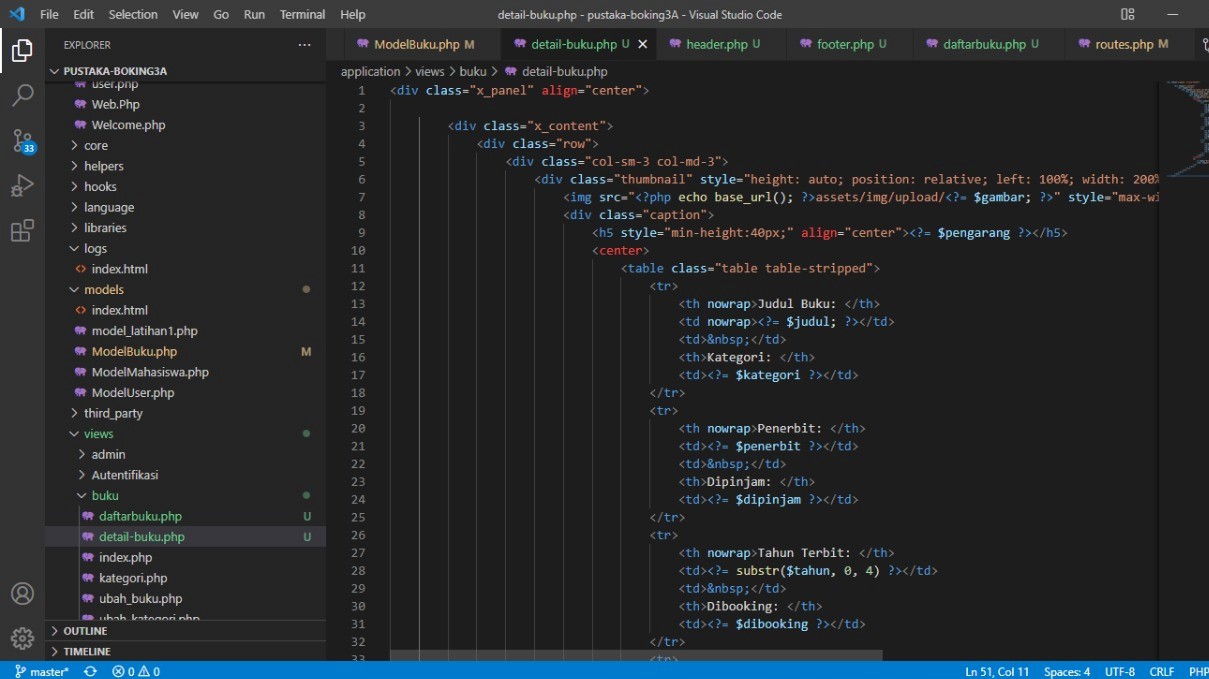 File Edit Selection View Go Run Terminal Help detail-buku.php - pustaka-boking3A - Visual Studio Code
EXPLORER ···
PUSTAKA-BOKING3A
user.php
Web.Php
Welcome.php
core
helpers
hooks
language
libraries
logs
<> index.html
models
<> index.html
model_latihan1.php
ModelBuku.php M
ModelMahasiswa.php
ModelUser.php
third_party
views
admin
Autentifikasi
buku
daftarbuku.php U
detail-buku.php U
index.php
kategori.php
ubah_buku.php
ubah_kategori.php
OUTLINE
TIMELINE
33
ModelBuku.php M detail-buku.php U × header.php U footer.php U daftarbuku.php U routes.php M
application > views > buku > detail-buku.php
1 <div class="x_panel" align="center">
2
3 <div class="x_content">
4 <div class="row">
5 <div class="col-sm-3 col-md-3">
6 <div class="thumbnail" style="height: auto; position: relative; left: 100%; width: 200%
7 <img src="<?php echo base_url(); ?>assets/img/upload/<?= $gambar; ?>" style="max-wi
8 <div class="caption">
9 <h5 style="min-height:40px;" align="center"><?= $pengarang ?></h5>
10 <center>
11 <table class="table table-stripped">
12 <tr>
13 <th nowrap>Judul Buku: </th>
14 <td nowrap><?= $judul; ?></td>
15 <td>&nbsp;</td>
16 <th>Kategori: </th>
17 <td><?= $kategori ?></td>
18 </tr>
19 <tr>
20 <th nowrap>Penerbit: </th>
21 <td><?= $penerbit ?></td>
22 <td>&nbsp;</td>
23 <th>Dipinjam: </th>
24 <td><?= $dipinjam ?></td>
25 </tr>
26 <tr>
27 <th nowrap>Tahun Terbit: </th>
28 <td><?= substr($tahun, 0, 4) ?></td>
29 <td>&nbsp;</td>
30 <th>Dibooking: </th>
31 <td><?= $dibooking ?></td>
32 </tr>
33 <tr>
master* 0 0 Ln 51, Col 11 Spaces: 4 UTF-8 CRLF PHP